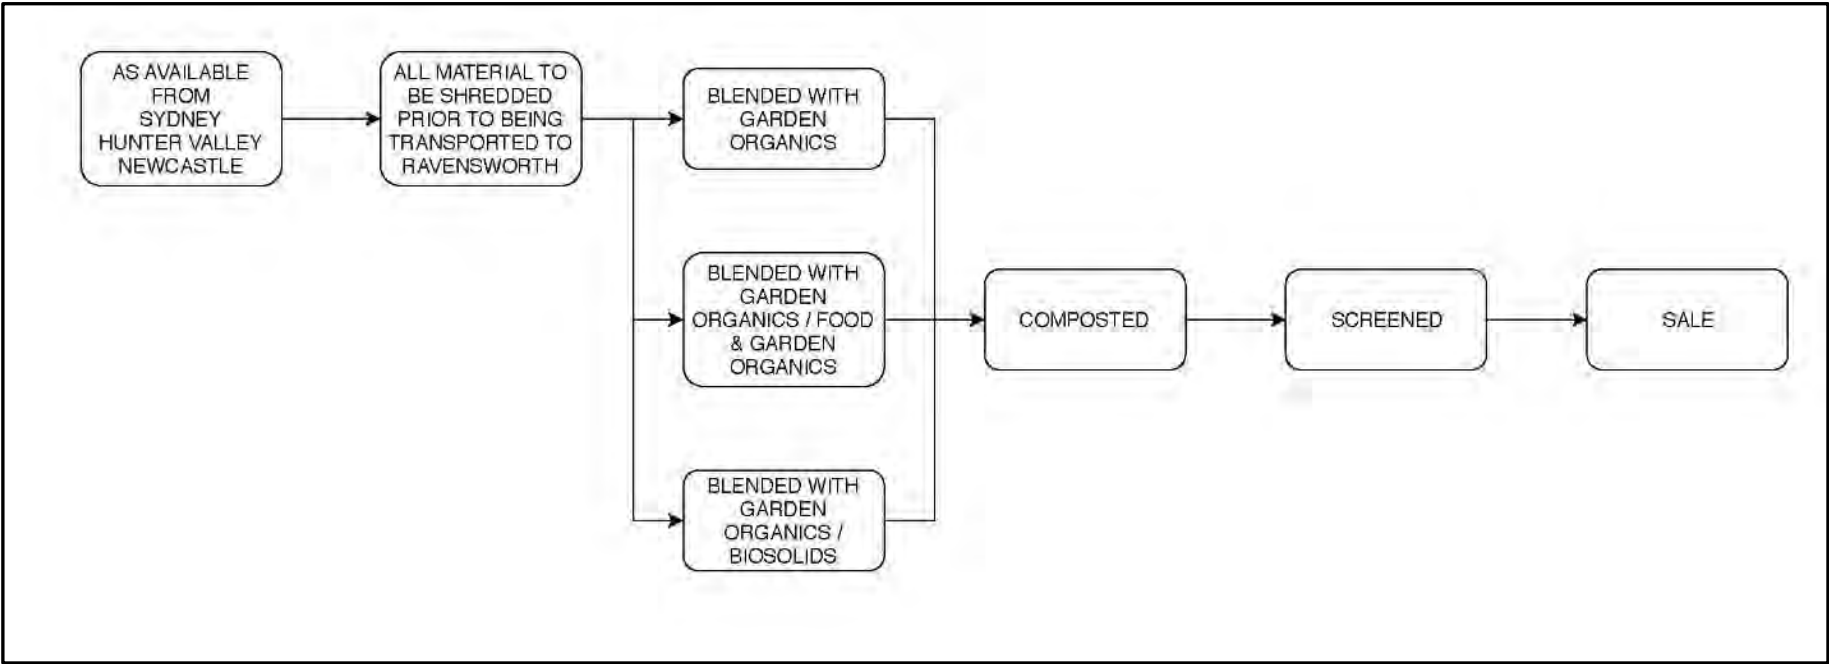 AS AVAILABLE
FROM
SYDNEY
HUNTER VALLEY
NEWCASTLE
ALL MATERIAL TO
BE SHREDDED
PRIOR TO BEING
TRANSPORTED TO
RAVENSWORTH
BLENDED WITH
GARDEN
ORGANICS
BLENDED WITH
GARDEN
ORGANICS / FOOD
& GARDEN
ORGANICS
BLENDED WITH
GARDEN
ORGANICS /
BIOSOLIDS
COMPOSTED
SCREENED
SALE